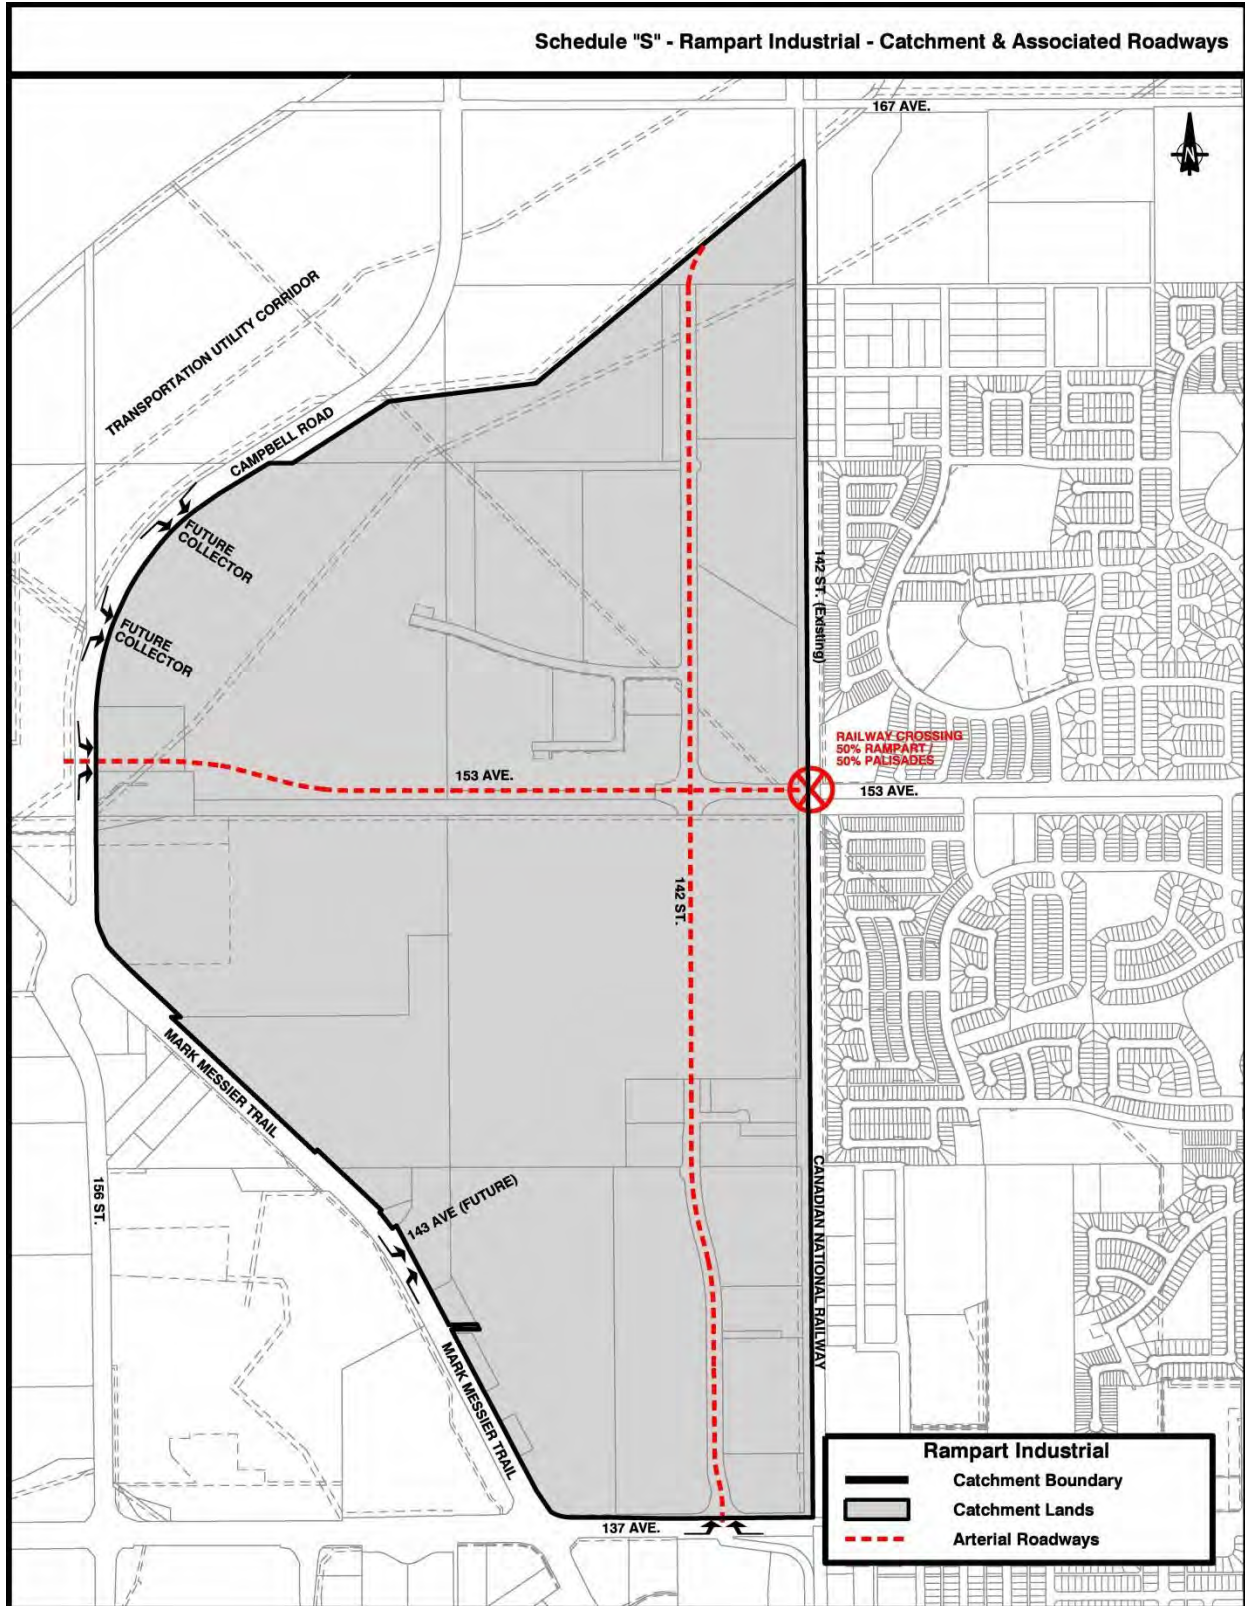 Schedule "S" - Rampart Industrial - Catchment & Associated Roadways
167 AVE.
N
TRANSPORTATION UTILITY CORRIDOR
CAMPBELL ROAD
FUTURE
COLLECTOR
FUTURE
COLLECTOR
142 ST. (Existing)
RAILWAY CROSSING
50% RAMPART /
50% PALISADES
153 AVE.
153 AVE.
142 ST.
MARK MESSIER TRAIL
156 ST.
143 AVE (FUTURE)
CANADIAN NATIONAL RAILWAY
MARK MESSIER TRAIL
137 AVE.
Rampart Industrial
Catchment Boundary
Catchment Lands
Arterial Roadways